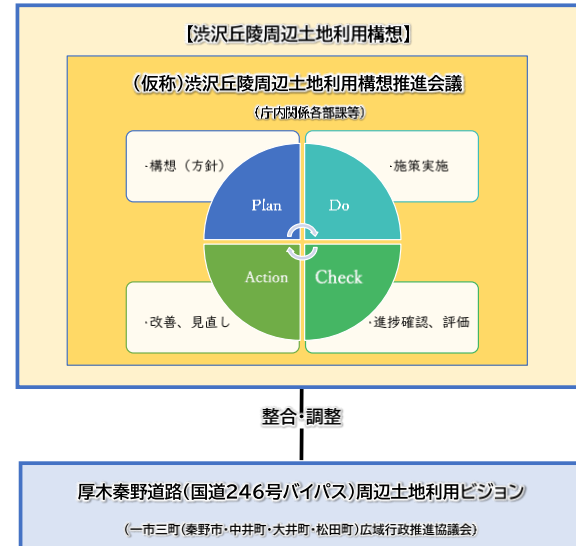 【渋沢丘陵周辺土地利用構想】
(仮称)渋沢丘陵周辺土地利用構想推進会議
(庁内関係各部課等)
・構想(方針)
・施策実施
Plan
Do
Action
Check
・改善、見直し
・進捗確認、評価
整合・調整
厚木秦野道路(国道246号バイパス)周辺土地利用ビジョン
(一市三町(秦野市・中井町・大井町・松田町)広域行政推進協議会)